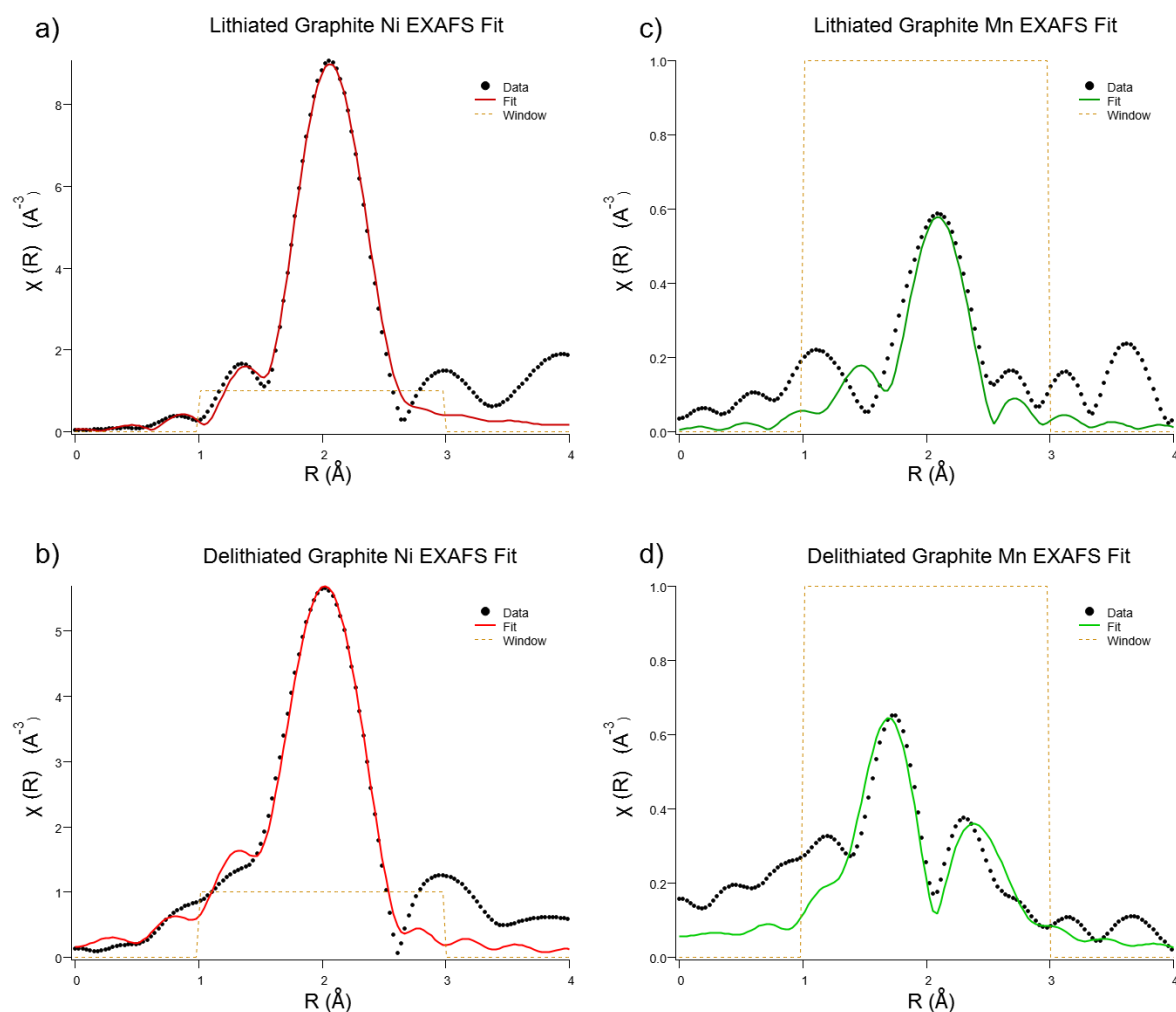 a)
Lithiated Graphite Ni EXAFS Fit
Data
Fit
Window
8
6
4
2
0
χ (R) (A⁻³)
0 1 2 3 4
R (Å)
c)
Lithiated Graphite Mn EXAFS Fit
Data
Fit
Window
1.0
0.8
0.6
0.4
0.2
0.0
χ (R) (A⁻³)
0 1 2 3 4
R (Å)
b)
Delithiated Graphite Ni EXAFS Fit
Data
Fit
Window
5
4
3
2
1
0
χ (R) (A⁻³)
0 1 2 3 4
R (Å)
d)
Delithiated Graphite Mn EXAFS Fit
Data
Fit
Window
1.0
0.8
0.6
0.4
0.2
0.0
χ (R) (A⁻³)
0 1 2 3 4
R (Å)